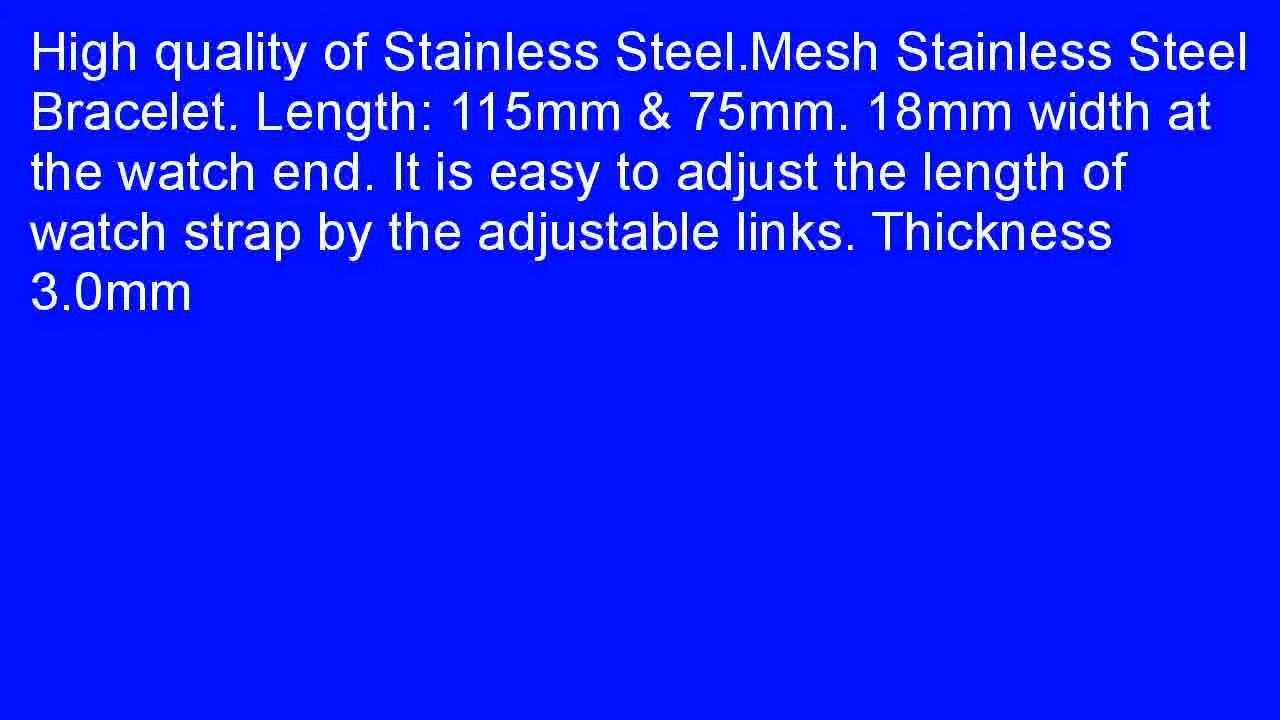 High quality of Stainless Steel.Mesh Stainless Steel
Bracelet. Length: 115mm & 75mm. 18mm width at
the watch end. It is easy to adjust the length of
watch strap by the adjustable links. Thickness
3.0mm